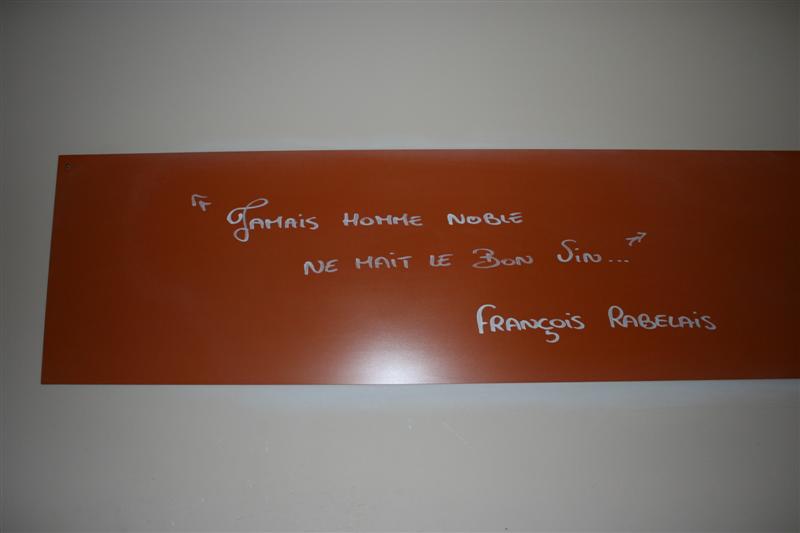 "Jamais homme noble
ne hait le bon vin..."
François Rabelais